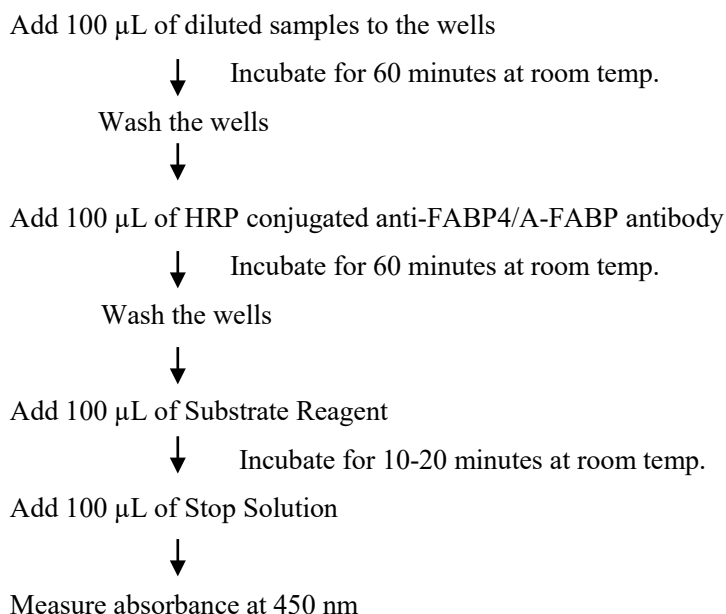 Add 100 µL of diluted samples to the wells
Incubate for 60 minutes at room temp.
Wash the wells
Add 100 µL of HRP conjugated anti-FABP4/A-FABP antibody
Incubate for 60 minutes at room temp.
Wash the wells
Add 100 µL of Substrate Reagent
Incubate for 10-20 minutes at room temp.
Add 100 µL of Stop Solution
Measure absorbance at 450 nm